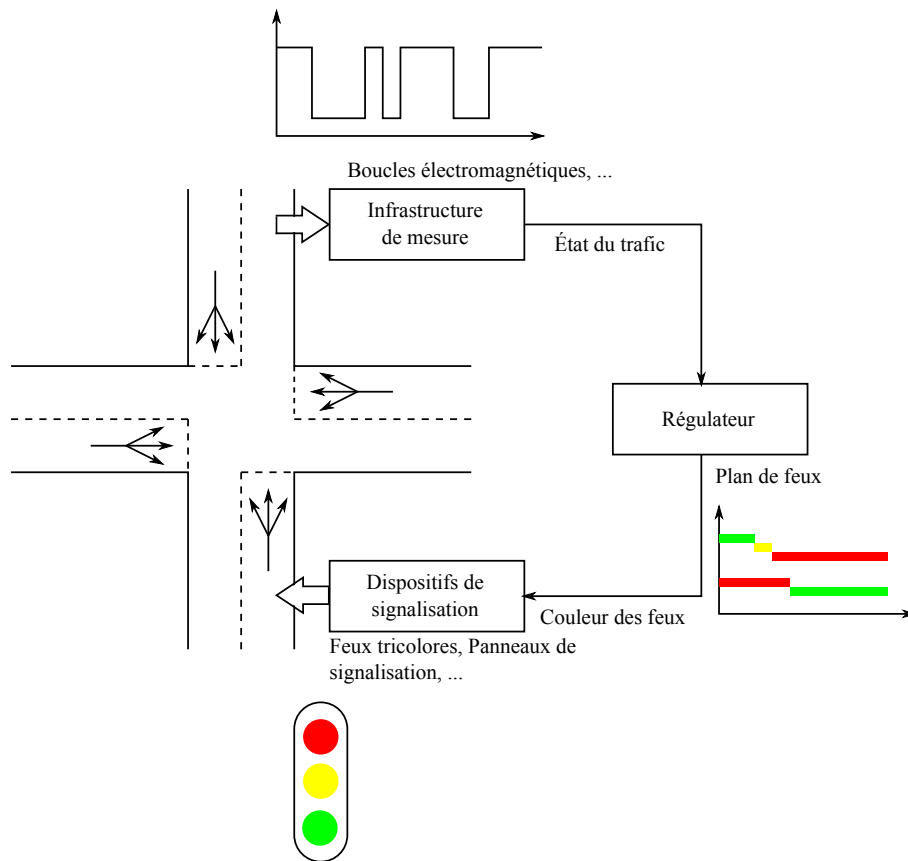 Boucles électromagnétiques, ...
Infrastructure
de mesure
État du trafic
Régulateur
Plan de feux
Dispositifs de
signalisation
Couleur des feux
Feux tricolores, Panneaux de
signalisation, ...